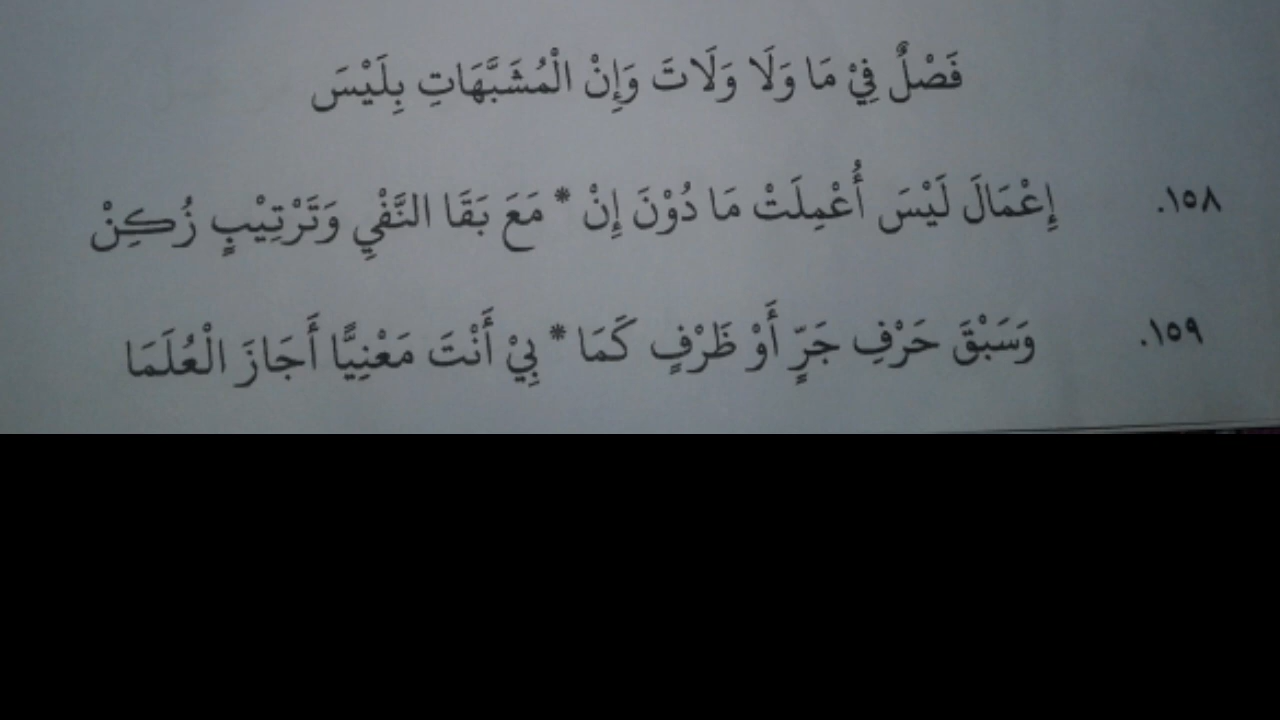 فَصْلٌ فِيْ مَا وَلَا وَلَاتَ وَإِنْ الْمُشَبَّهَاتِ بِلَيْسَ
١٥٨. إِعْمَالَ لَيْسَ أُعْمِلَتْ مَا دُوْنَ إِنْ * مَعَ بَقَا النَّفْيِ وَتَرْتِيْبٍ زُكِنْ
١٥٩. وَسَبْقَ حَرْفِ جَرٍّ أَوْ ظَرْفٍ كَمَا * بِيْ أَنْتَ مَعْنِيًّا أَجَازَ الْعُلَمَا